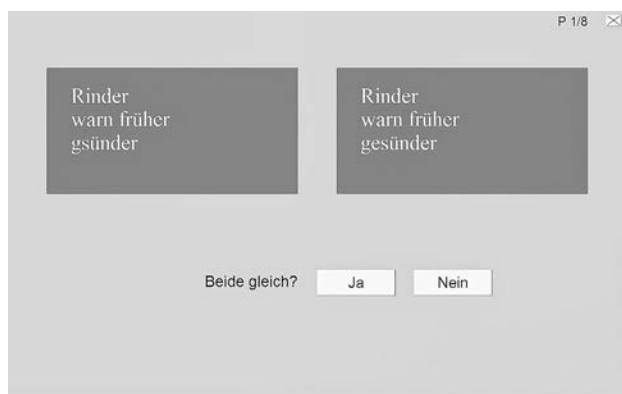 P 1/8
Rinder
warn früher
gsünder
Rinder
warn früher
gesünder
Beide gleich? Ja Nein